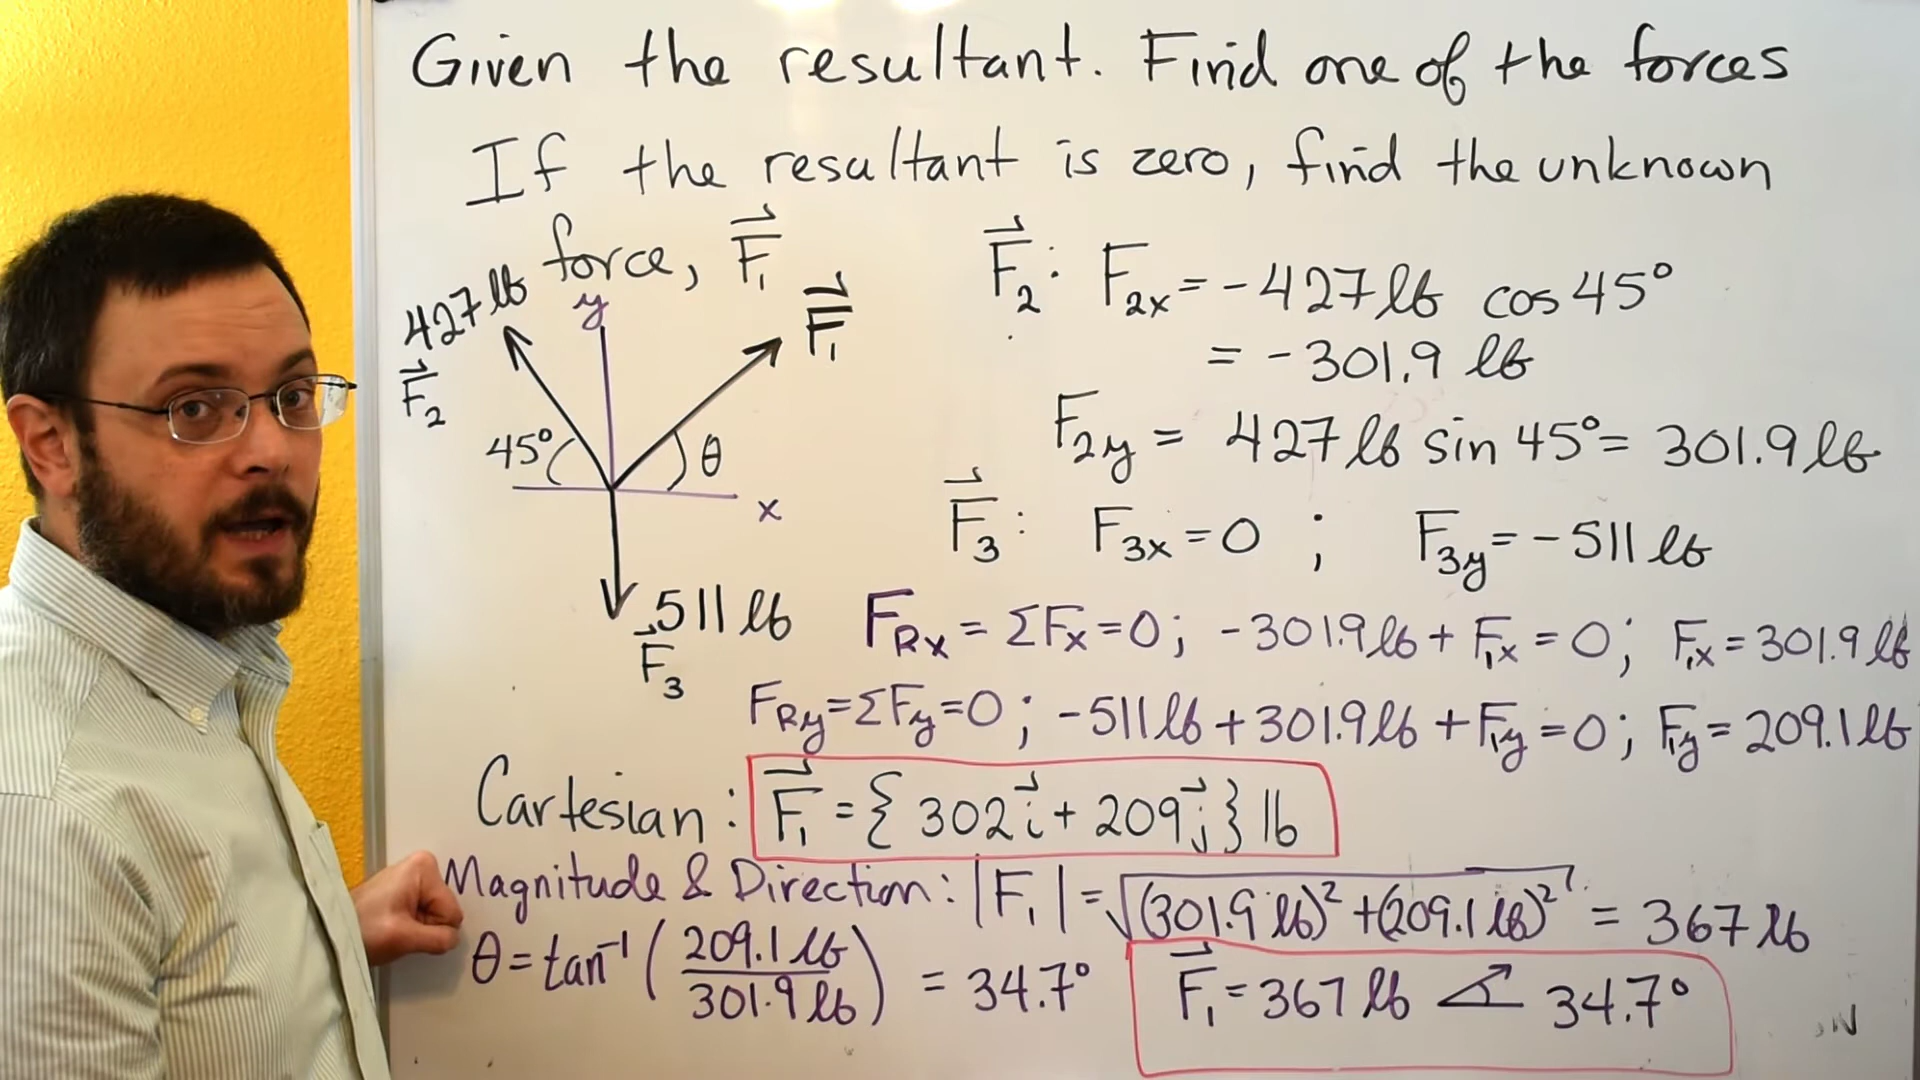 Given the resultant. Find one of the forces
If the resultant is zero, find the unknown
force, F⃗₁
427 lb
F⃗₂
y
F⃗₁
45°
θ
x
511 lb
F⃗₃
F⃗₂: F₂ₓ = -427 lb cos 45°
= -301.9 lb
F₂y = 427 lb sin 45° = 301.9 lb
F⃗₃: F₃ₓ = 0 ; F₃y = -511 lb
F_Rx = ΣFx = 0 ; -301.9 lb + F₁x = 0 ; F₁x = 301.9 lb
F_Ry = ΣFy = 0 ; -511 lb + 301.9 lb + F₁y = 0 ; F₁y = 209.1 lb
Cartesian: F⃗₁ = { 302 i⃗ + 209 j⃗ } lb
Magnitude & Direction: |F₁| = √((301.9 lb)² + (209.1 lb)²) = 367 lb
θ = tan⁻¹ (209.1 lb / 301.9 lb) = 34.7°
F⃗₁ = 367 lb ∠ 34.7°